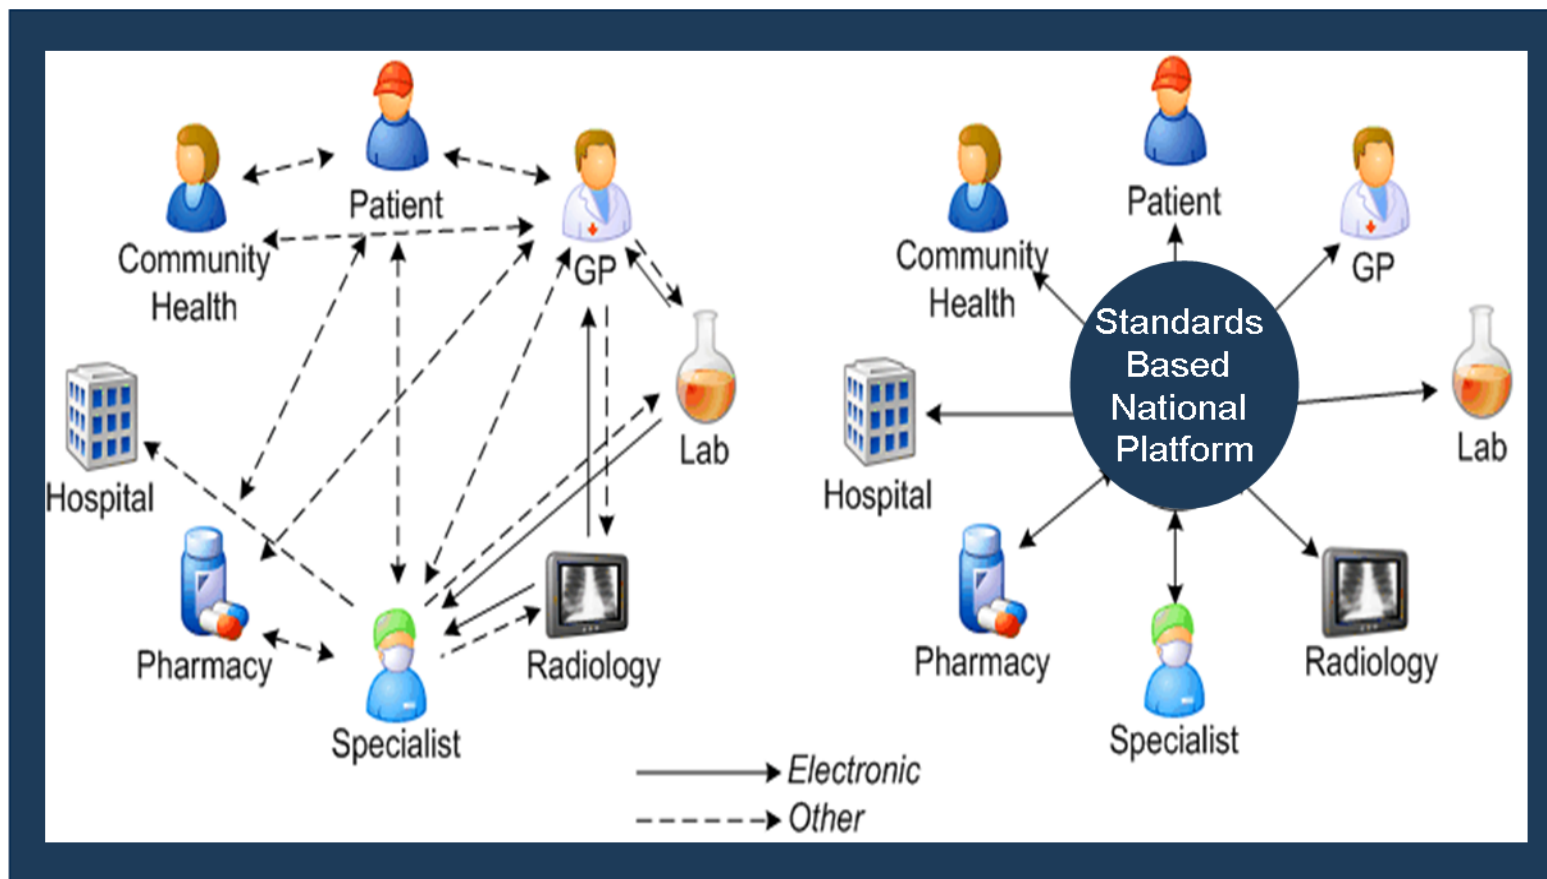 Patient
Community
Health
GP
Lab
Hospital
Pharmacy
Radiology
Specialist
Patient
Community
Health
GP
Standards
Based
National
Platform
Lab
Hospital
Pharmacy
Radiology
Specialist
Electronic
Other